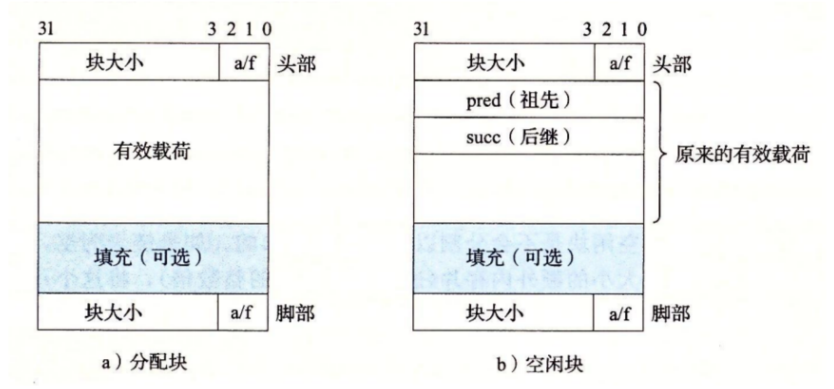 31 3 2 1 0
块大小 a/f 头部
有效载荷
填充（可选）
块大小 a/f 脚部
a）分配块
31 3 2 1 0
块大小 a/f 头部
pred（祖先）
succ（后继）
原来的有效载荷
填充（可选）
块大小 a/f 脚部
b）空闲块